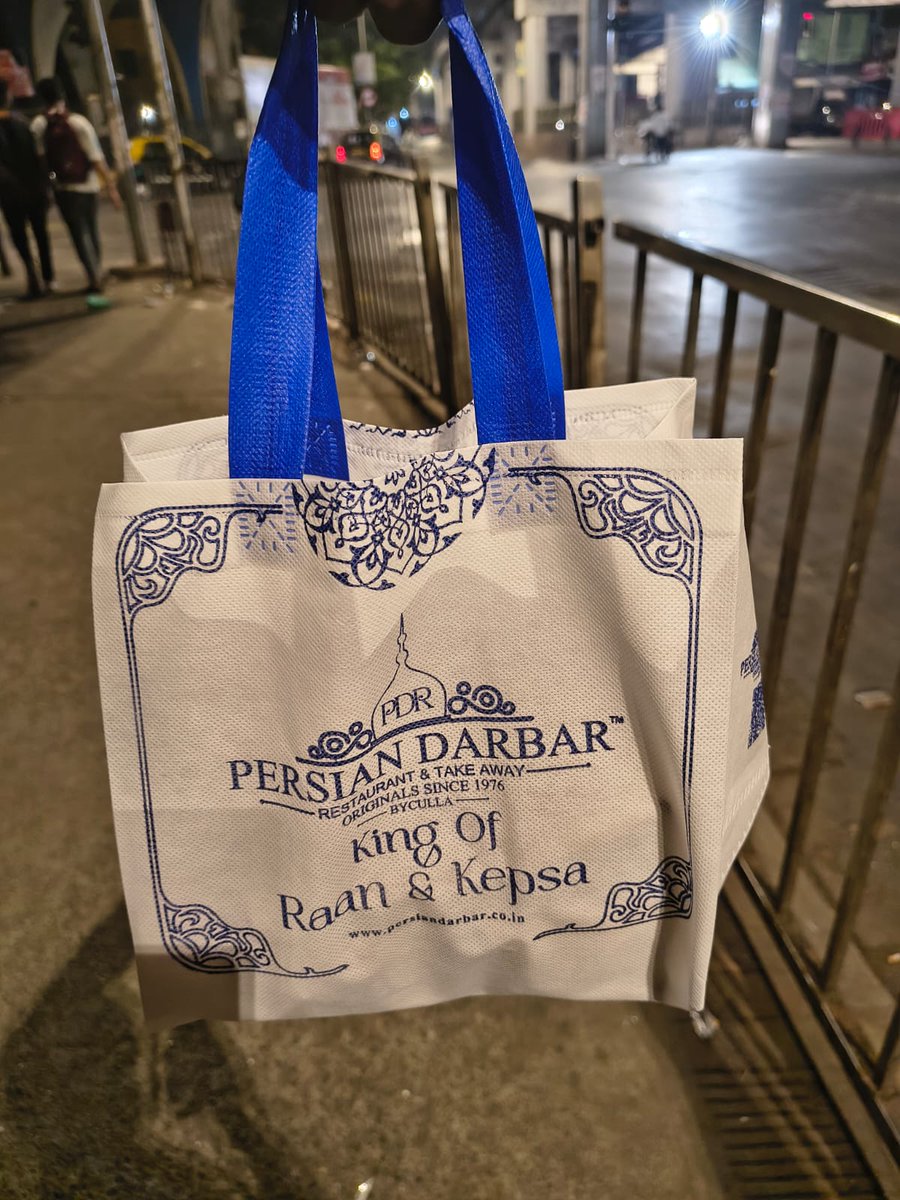 PDR
PERSIAN DARBAR™
RESTAURANT & TAKE AWAY
ORIGINALS SINCE 1976
BYCULLA
King Of
Raan & Kepsa
www.persiandarbar.co.in